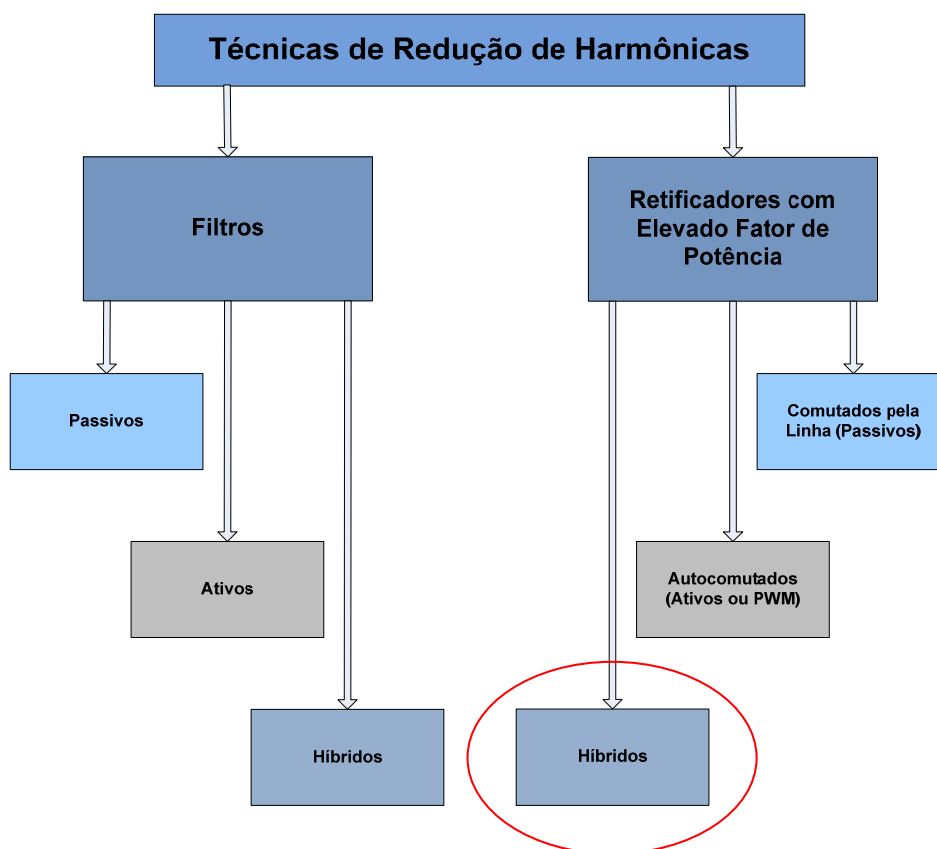 Técnicas de Redução de Harmônicas
Filtros
Retificadores com
Elevado Fator de
Potência
Passivos
Comutados pela
Linha (Passivos)
Ativos
Autocomutados
(Ativos ou PWM)
Híbridos
Híbridos